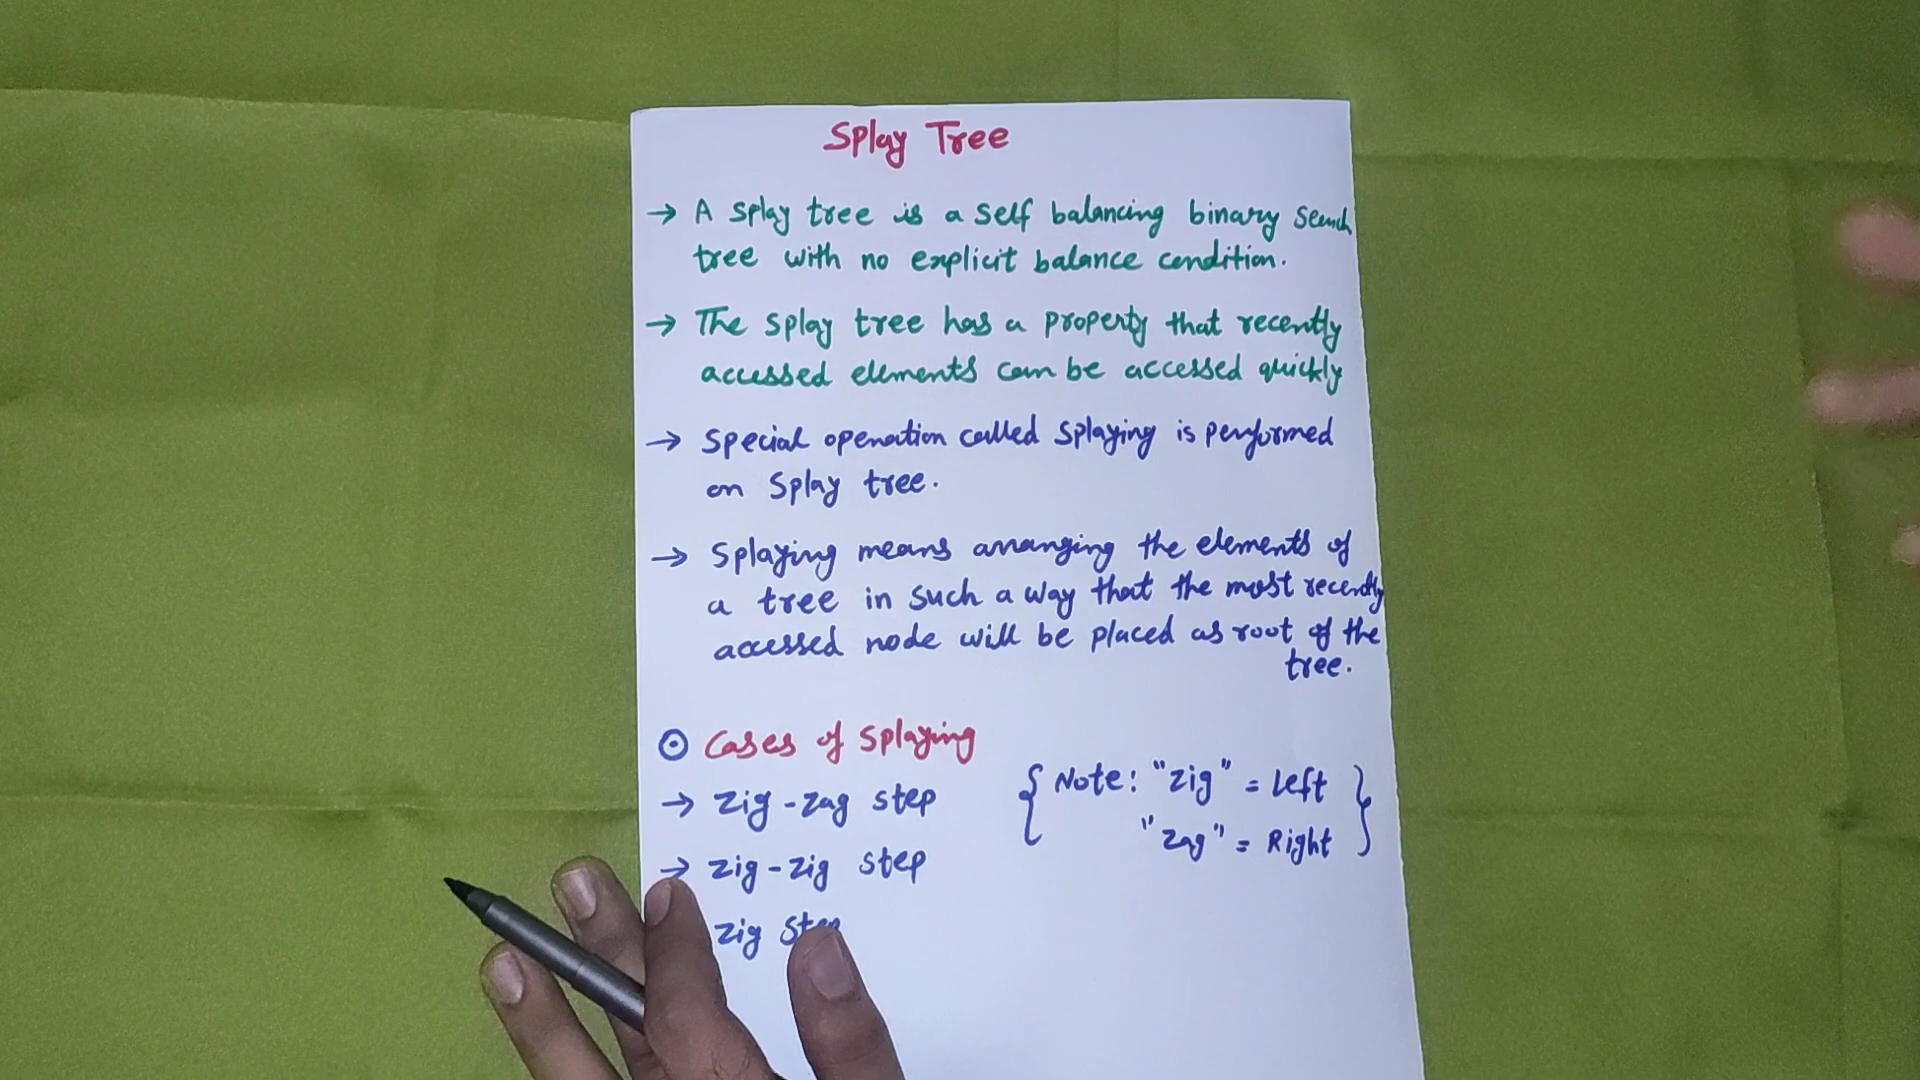 Splay Tree
→ A splay tree is a self balancing binary search
tree with no explicit balance condition.
→ The splay tree has a property that recently
accessed elements can be accessed quickly
→ Special operation called splaying is performed
on splay tree.
→ Splaying means arranging the elements of
a tree in such a way that the most recently
accessed node will be placed as root of the
tree.
⊙ Cases of splaying
→ Zig-zag step
→ Zig-zig step
Zig step
{ Note: "Zig" = Left }
"Zag" = Right